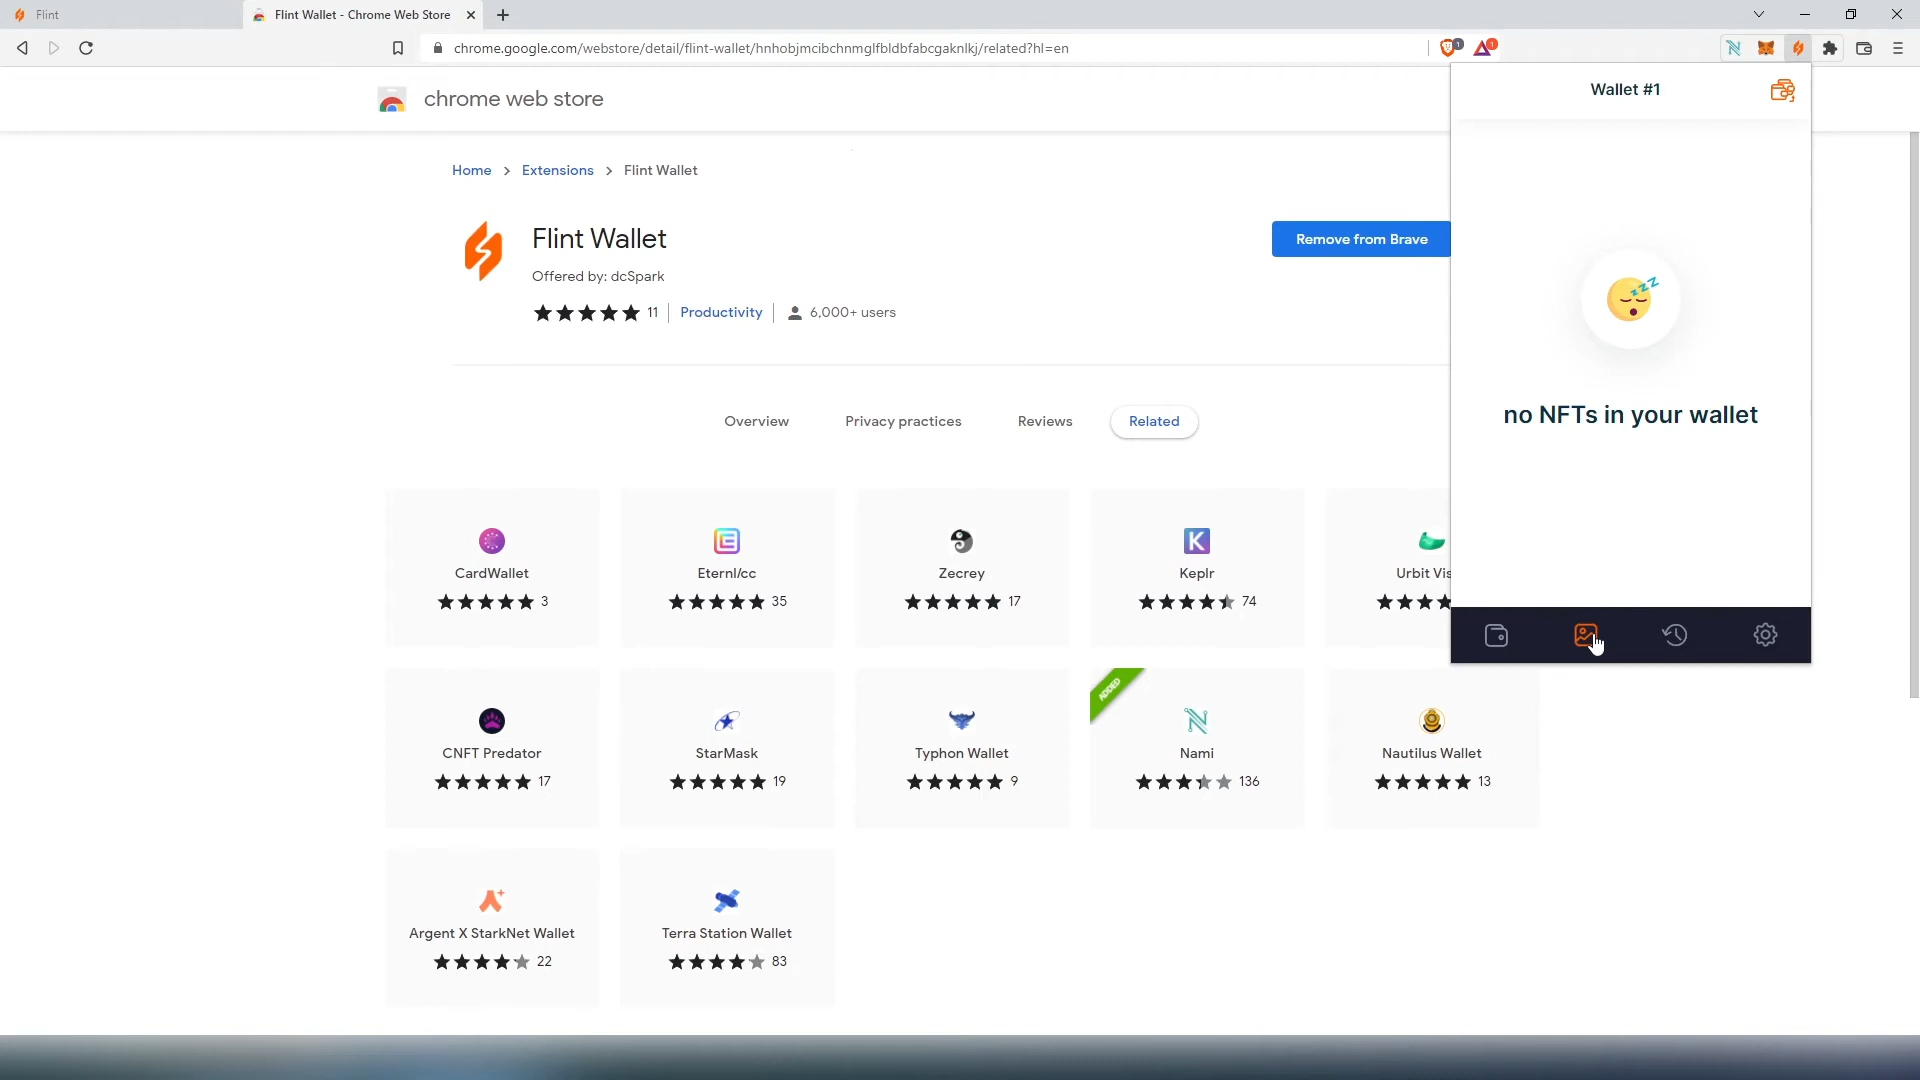 Flint
Flint Wallet - Chrome Web Store
chrome.google.com/webstore/detail/flint-wallet/hnhobjmcibchnmglfbldbfabcgaknlkj/related?hl=en
1
1
Wallet #1
chrome web store
Home > Extensions > Flint Wallet
Flint Wallet
Remove from Brave
Offered by: dcSpark
11 Productivity 6,000+ users
no NFTs in your wallet
Overview Privacy practices Reviews Related
CardWallet
3
Eternl/cc
35
Zecrey
17
Keplr
74
Urbit Vis
CNFT Predator
17
StarMask
19
Typhon Wallet
9
ADDED
Nami
136
Nautilus Wallet
13
Argent X StarkNet Wallet
22
Terra Station Wallet
83